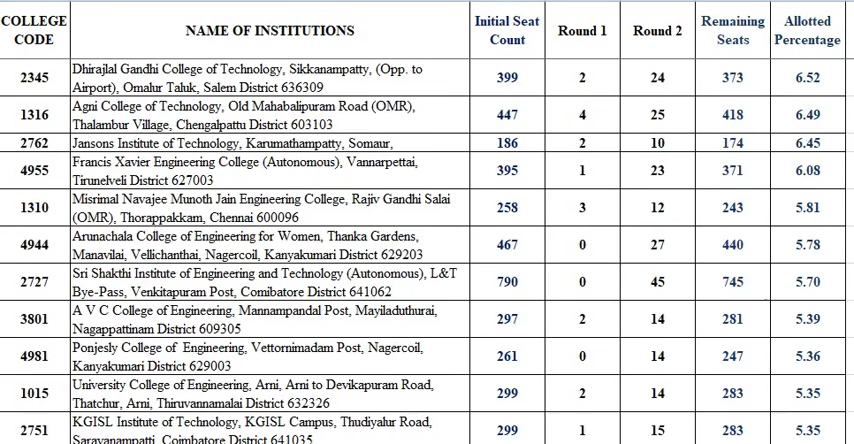 COLLEGE CODE NAME OF INSTITUTIONS Initial Seat Count Round 1 Round 2 Remaining Seats Allotted Percentage
2345 Dhirajlal Gandhi College of Technology, Sikkanampatty, (Opp. to Airport), Omalur Taluk, Salem District 636309 399 2 24 373 6.52
1316 Agni College of Technology, Old Mahabalipuram Road (OMR), Thalambur Village, Chengalpattu District 603103 447 4 25 418 6.49
2762 Jansons Institute of Technology, Karumathampatty, Somaur, 186 2 10 174 6.45
4955 Francis Xavier Engineering College (Autonomous), Vannarpettai, Tirunelveli District 627003 395 1 23 371 6.08
1310 Misrimal Navajee Munoth Jain Engineering College, Rajiv Gandhi Salai (OMR), Thorappakkam, Chennai 600096 258 3 12 243 5.81
4944 Arunachala College of Engineering for Women, Thanka Gardens, Manavilai, Vellichanthai, Nagercoil, Kanyakumari District 629203 467 0 27 440 5.78
2727 Sri Shakthi Institute of Engineering and Technology (Autonomous), L&T Bye-Pass, Venkitapuram Post, Comibatore District 641062 790 0 45 745 5.70
3801 A V C College of Engineering, Mannampandal Post, Mayiladuthurai, Nagappattinam District 609305 297 2 14 281 5.39
4981 Ponjesly College of Engineering, Vettornimadam Post, Nagercoil, Kanyakumari District 629003 261 0 14 247 5.36
1015 University College of Engineering, Arni, Arni to Devikapuram Road, Thatchur, Arni, Thiruvannamalai District 632326 299 2 14 283 5.35
2751 KGISL Institute of Technology, KGISL Campus, Thudiyalur Road, Saravanampatti, Coimbatore District 641035 299 1 15 283 5.35